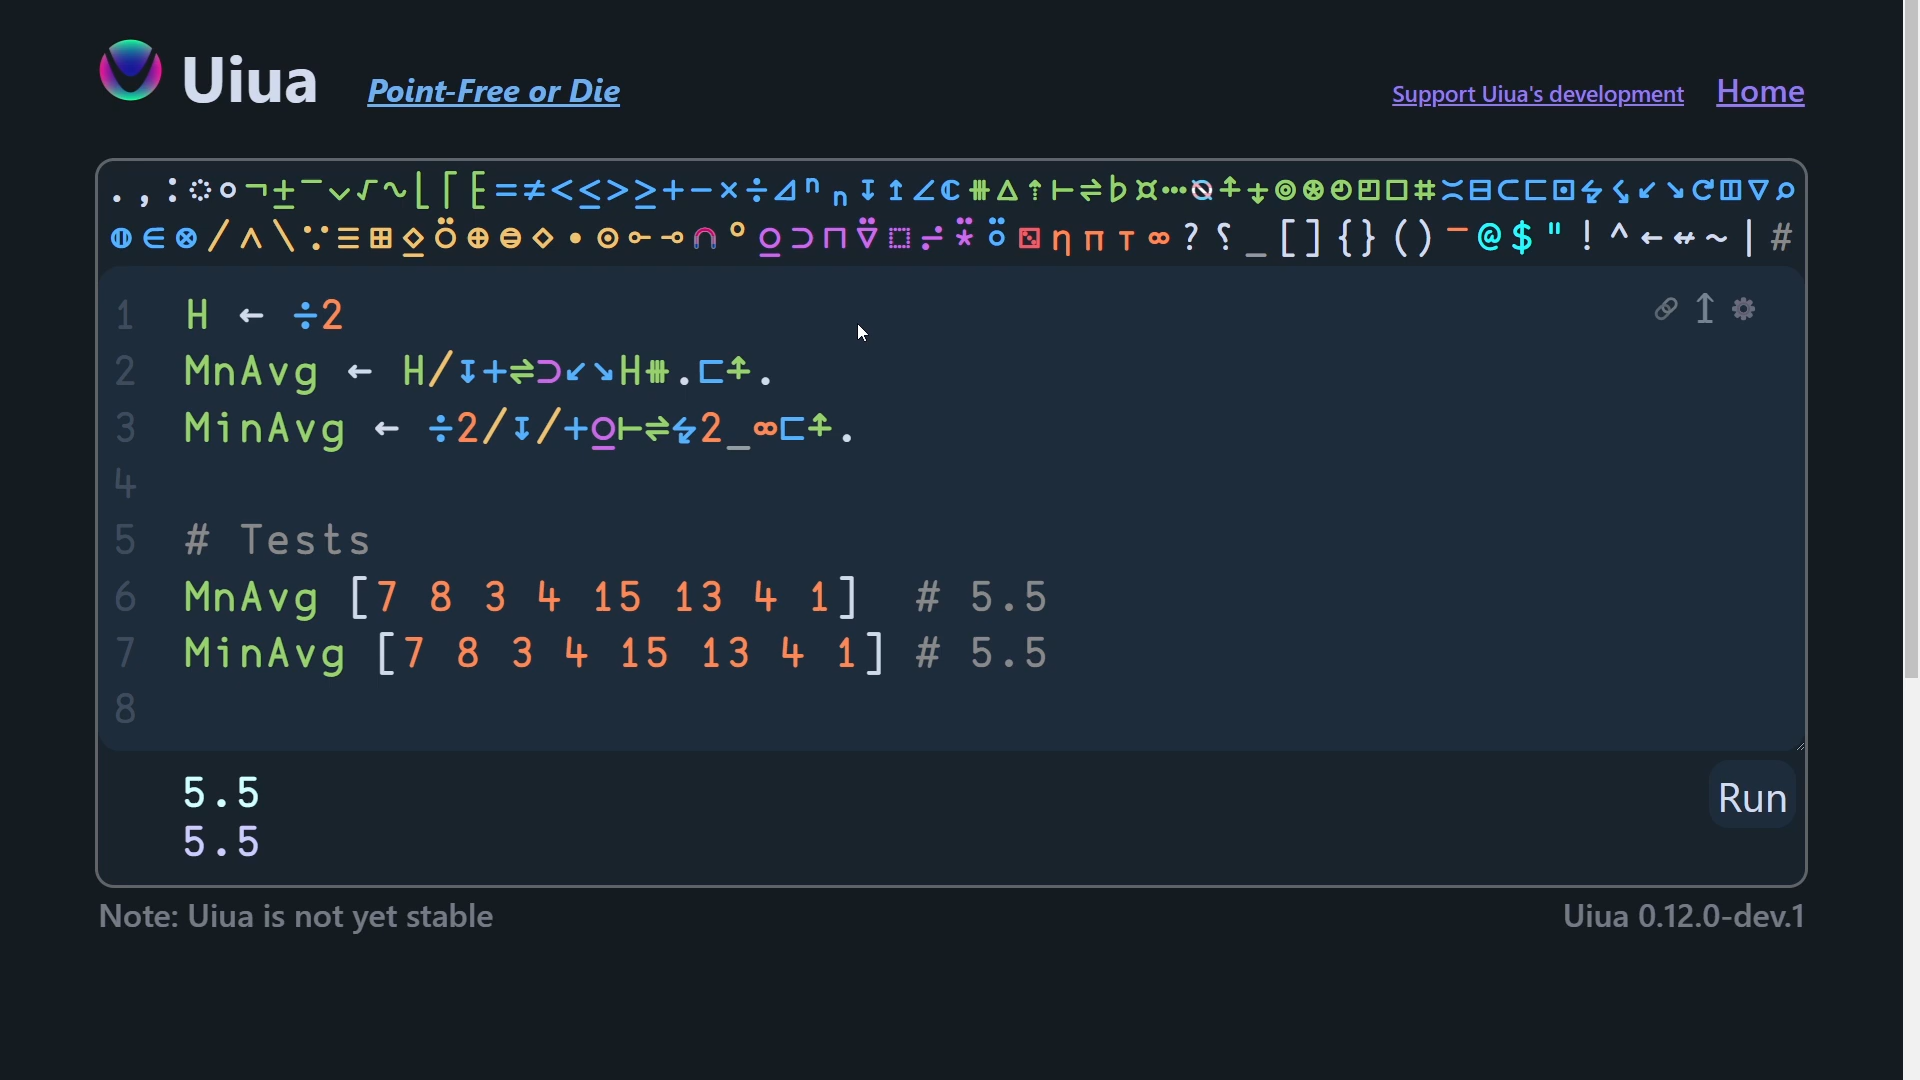 Uiua
Point-Free or Die
Support Uiua's development
Home
. , : ◌ ∘ ¬ ± ¯ ⌵ √ ∿ ⌊ ⌈ ⁅ = ≠ < ≤ > ≥ + - × ÷ ◿ ⁿ ₙ ↧ ↥ ∠ ℂ ⧻ △ ⇡ ⊢ ⇌ ♭ ¤ ⋯ ⍉ ⍏ ⍖ ⊚ ⊛ ◴ ◰ □ ⋕ ≍ ⊟ ⊂ ⊏ ⊡ ↯ ☇ ↙ ↘ ↻ ◫ ▽ ⌕
⦷ ∈ ⊗ / ∧ \ ∵ ≡ ⊞ ⊕ ⊜ ◇ ⊙ ⟜ ⊸ ∩ ° ⊃ ⊓ ⚂ η π τ ∞ ? ⸮ _ [ ] { } ( ) ¯ @ $ " ! ^ ← ↚ ~ | #
1 H ← ÷2
2 MnAvg ← H/↧+⇌⊃↙↘H⧻.⊏⍏.
3 MinAvg ← ÷2/↧/+⍜⊢⇌↯2_∞⊏⍏.
4
5 # Tests
6 MnAvg [7 8 3 4 15 13 4 1]  # 5.5
7 MinAvg [7 8 3 4 15 13 4 1] # 5.5
8
5.5
5.5
Run
Note: Uiua is not yet stable
Uiua 0.12.0-dev.1